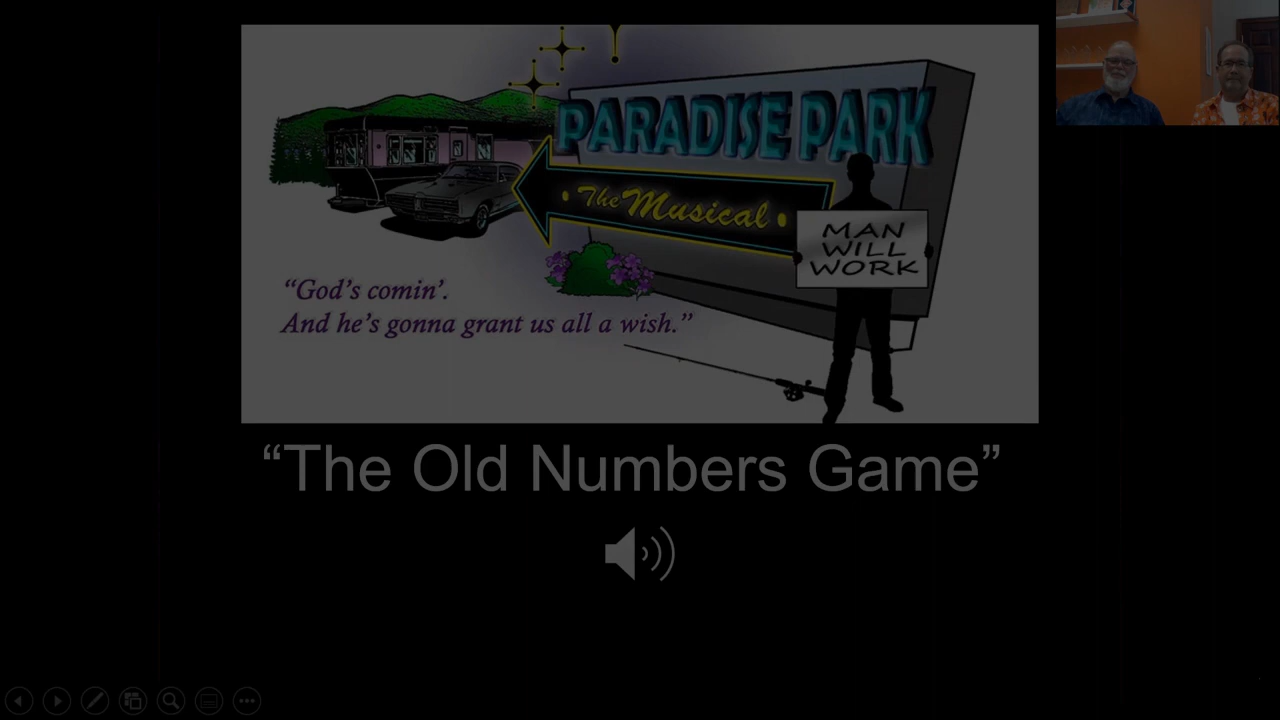 PARADISE PARK
The Musical
MAN
WILL
WORK
“God’s comin’.
And he’s gonna grant us all a wish.”
“The Old Numbers Game”